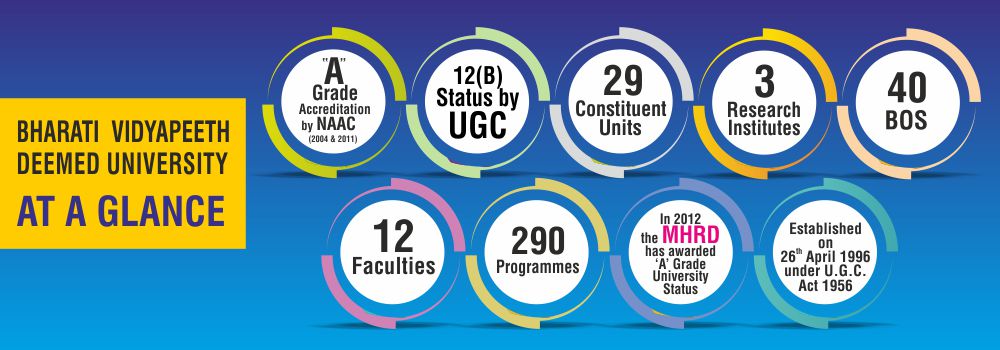 BHARATI VIDYAPEETH
DEEMED UNIVERSITY
AT A GLANCE
"A"
Grade
Accreditation
by NAAC
(2004 & 2011)
12(B)
Status by
UGC
29
Constituent
Units
3
Research
Institutes
40
BOS
12
Faculties
290
Programmes
In 2012
the MHRD
has awarded
'A' Grade
University
Status
Established
on
26th April 1996
under U.G.C.
Act 1956